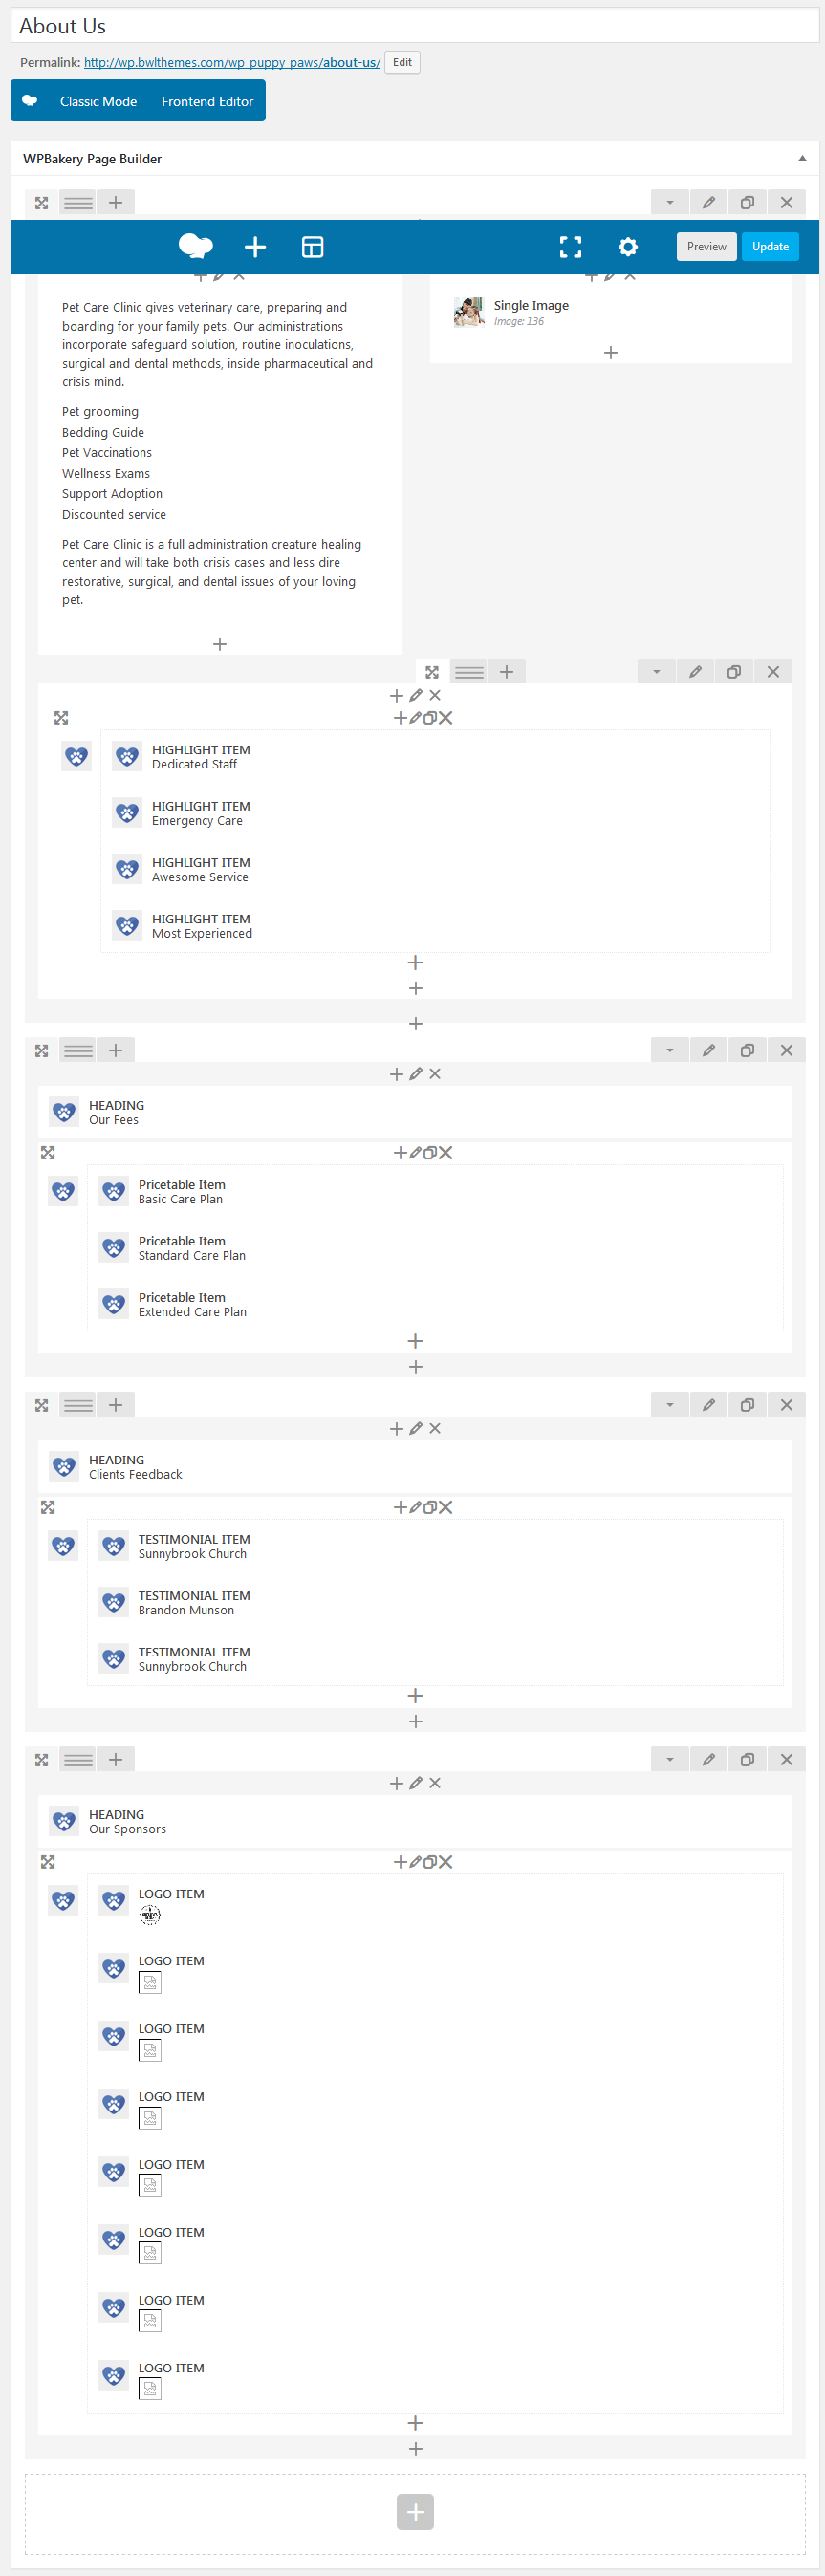 About Us
Permalink: http://wp.bwlthemes.com/wp_puppy_paws/about-us/ Edit
Classic Mode Frontend Editor
WPBakery Page Builder
Preview Update
Pet Care Clinic gives veterinary care, preparing and
boarding for your family pets. Our administrations
incorporate safeguard solution, routine inoculations,
surgical and dental methods, inside pharmaceutical and
crisis mind.
Pet grooming
Bedding Guide
Pet Vaccinations
Wellness Exams
Support Adoption
Discounted service
Pet Care Clinic is a full administration creature healing
center and will take both crisis cases and less dire
restorative, surgical, and dental issues of your loving
pet.
Single Image
Image: 136
HIGHLIGHT ITEM
Dedicated Staff
HIGHLIGHT ITEM
Emergency Care
HIGHLIGHT ITEM
Awesome Service
HIGHLIGHT ITEM
Most Experienced
HEADING
Our Fees
Pricetable Item
Basic Care Plan
Pricetable Item
Standard Care Plan
Pricetable Item
Extended Care Plan
HEADING
Clients Feedback
TESTIMONIAL ITEM
Sunnybrook Church
TESTIMONIAL ITEM
Brandon Munson
TESTIMONIAL ITEM
Sunnybrook Church
HEADING
Our Sponsors
LOGO ITEM
LOGO ITEM
LOGO ITEM
LOGO ITEM
LOGO ITEM
LOGO ITEM
LOGO ITEM
LOGO ITEM